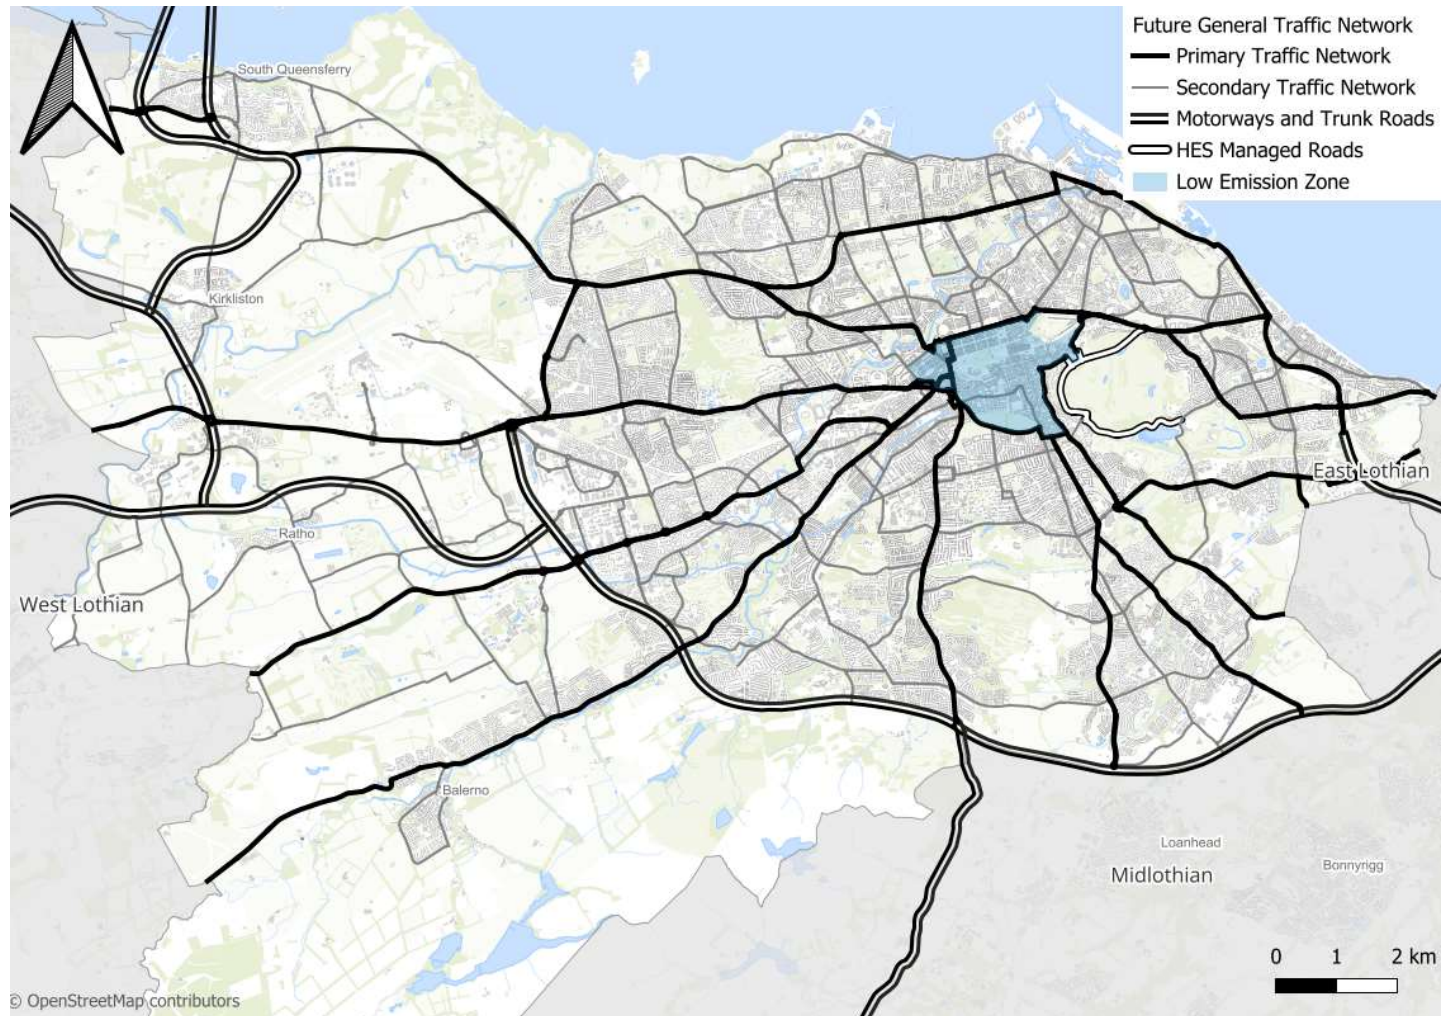 Future General Traffic Network
Primary Traffic Network
Secondary Traffic Network
Motorways and Trunk Roads
HES Managed Roads
Low Emission Zone
South Queensferry
Kirkliston
East Lothian
Ratho
West Lothian
Balerno
Loanhead
Midlothian
Bonnyrigg
0 1 2 km
© OpenStreetMap contributors